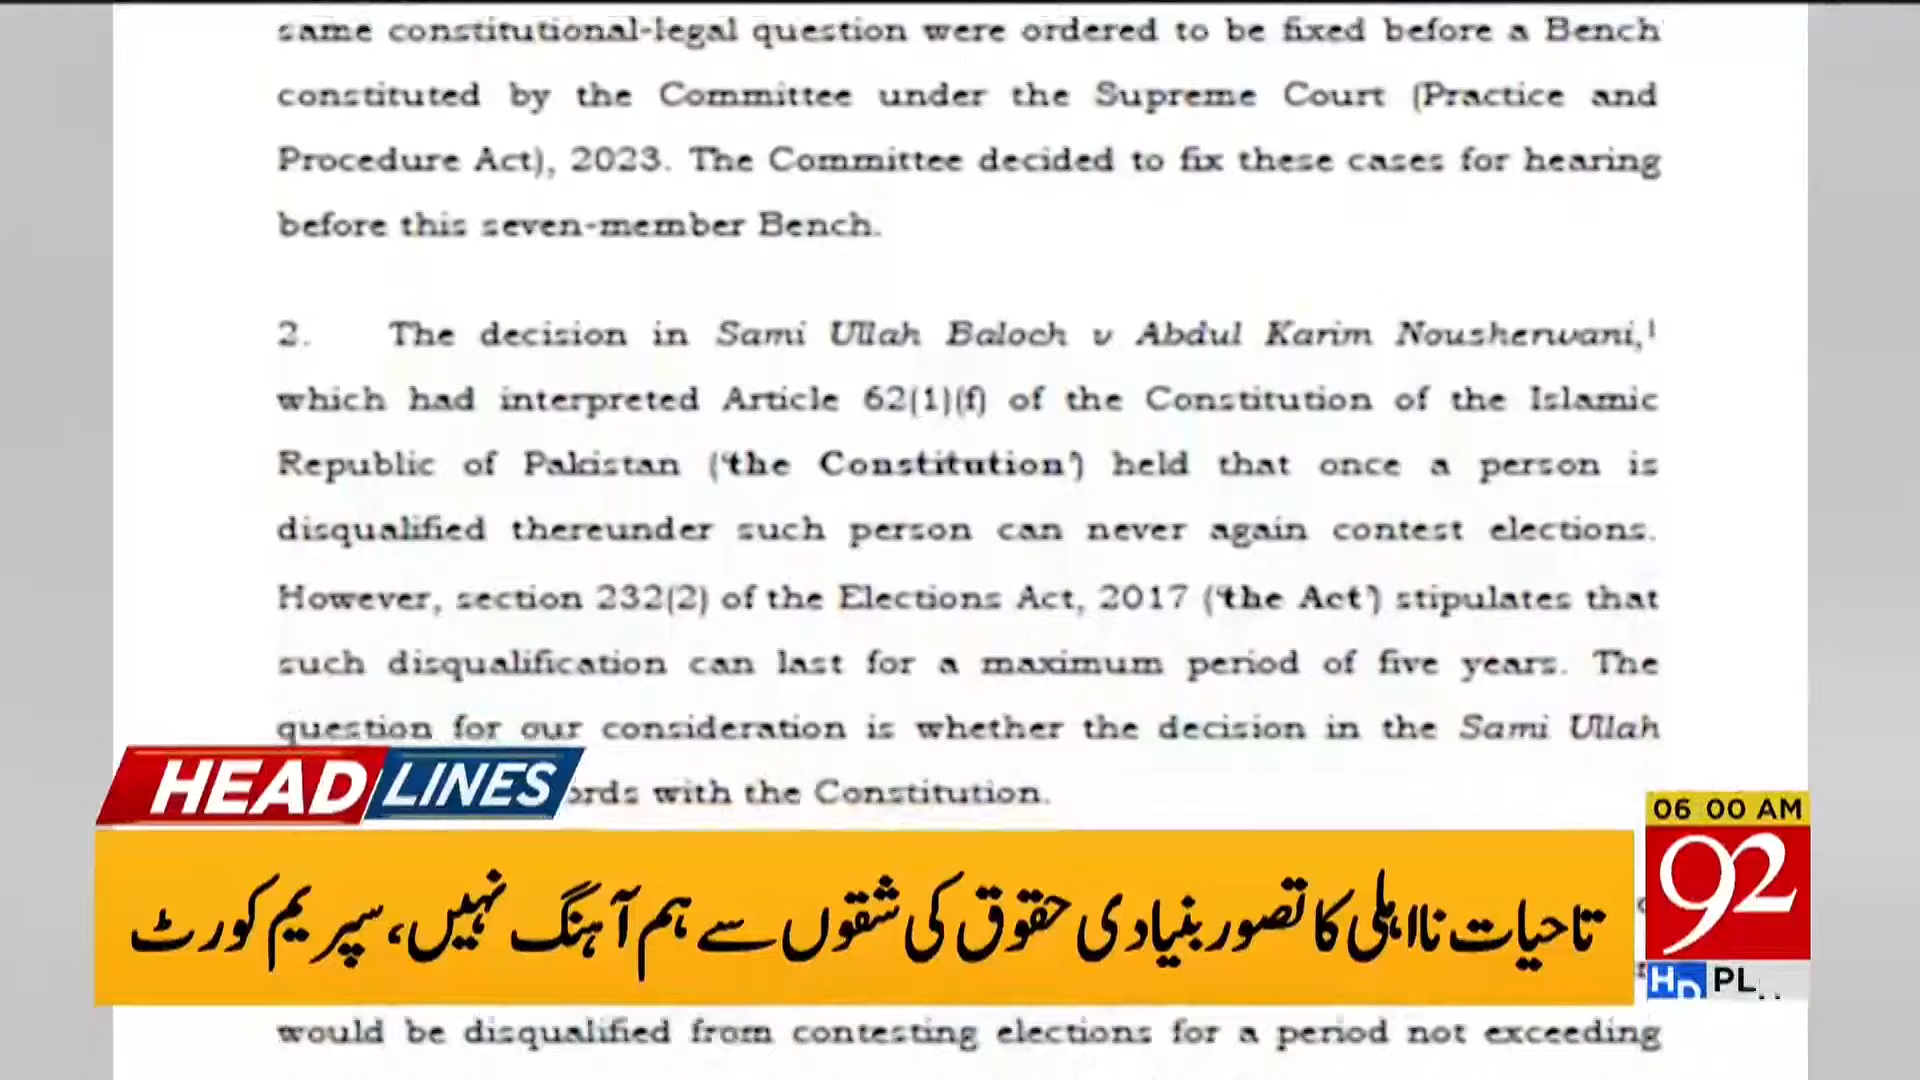 same constitutional-legal question were ordered to be fixed before a Bench
constituted by the Committee under the Supreme Court (Practice and
Procedure Act), 2023. The Committee decided to fix these cases for hearing
before this seven-member Bench.
2. The decision in Sami Ullah Baloch v Abdul Karim Nousherwani,¹
which had interpreted Article 62(1)(f) of the Constitution of the Islamic
Republic of Pakistan ('the Constitution') held that once a person is
disqualified thereunder such person can never again contest elections.
However, section 232(2) of the Elections Act, 2017 ('the Act') stipulates that
such disqualification can last for a maximum period of five years. The
question for our consideration is whether the decision in the Sami Ullah
with the Constitution.
HEADLINES
06 00 AM
92
تاحیات نااہلی کا تصور بنیادی حقوق کی شقوں سے ہم آہنگ نہیں، سپریم کورٹ
would be disqualified from contesting elections for a period not exceeding